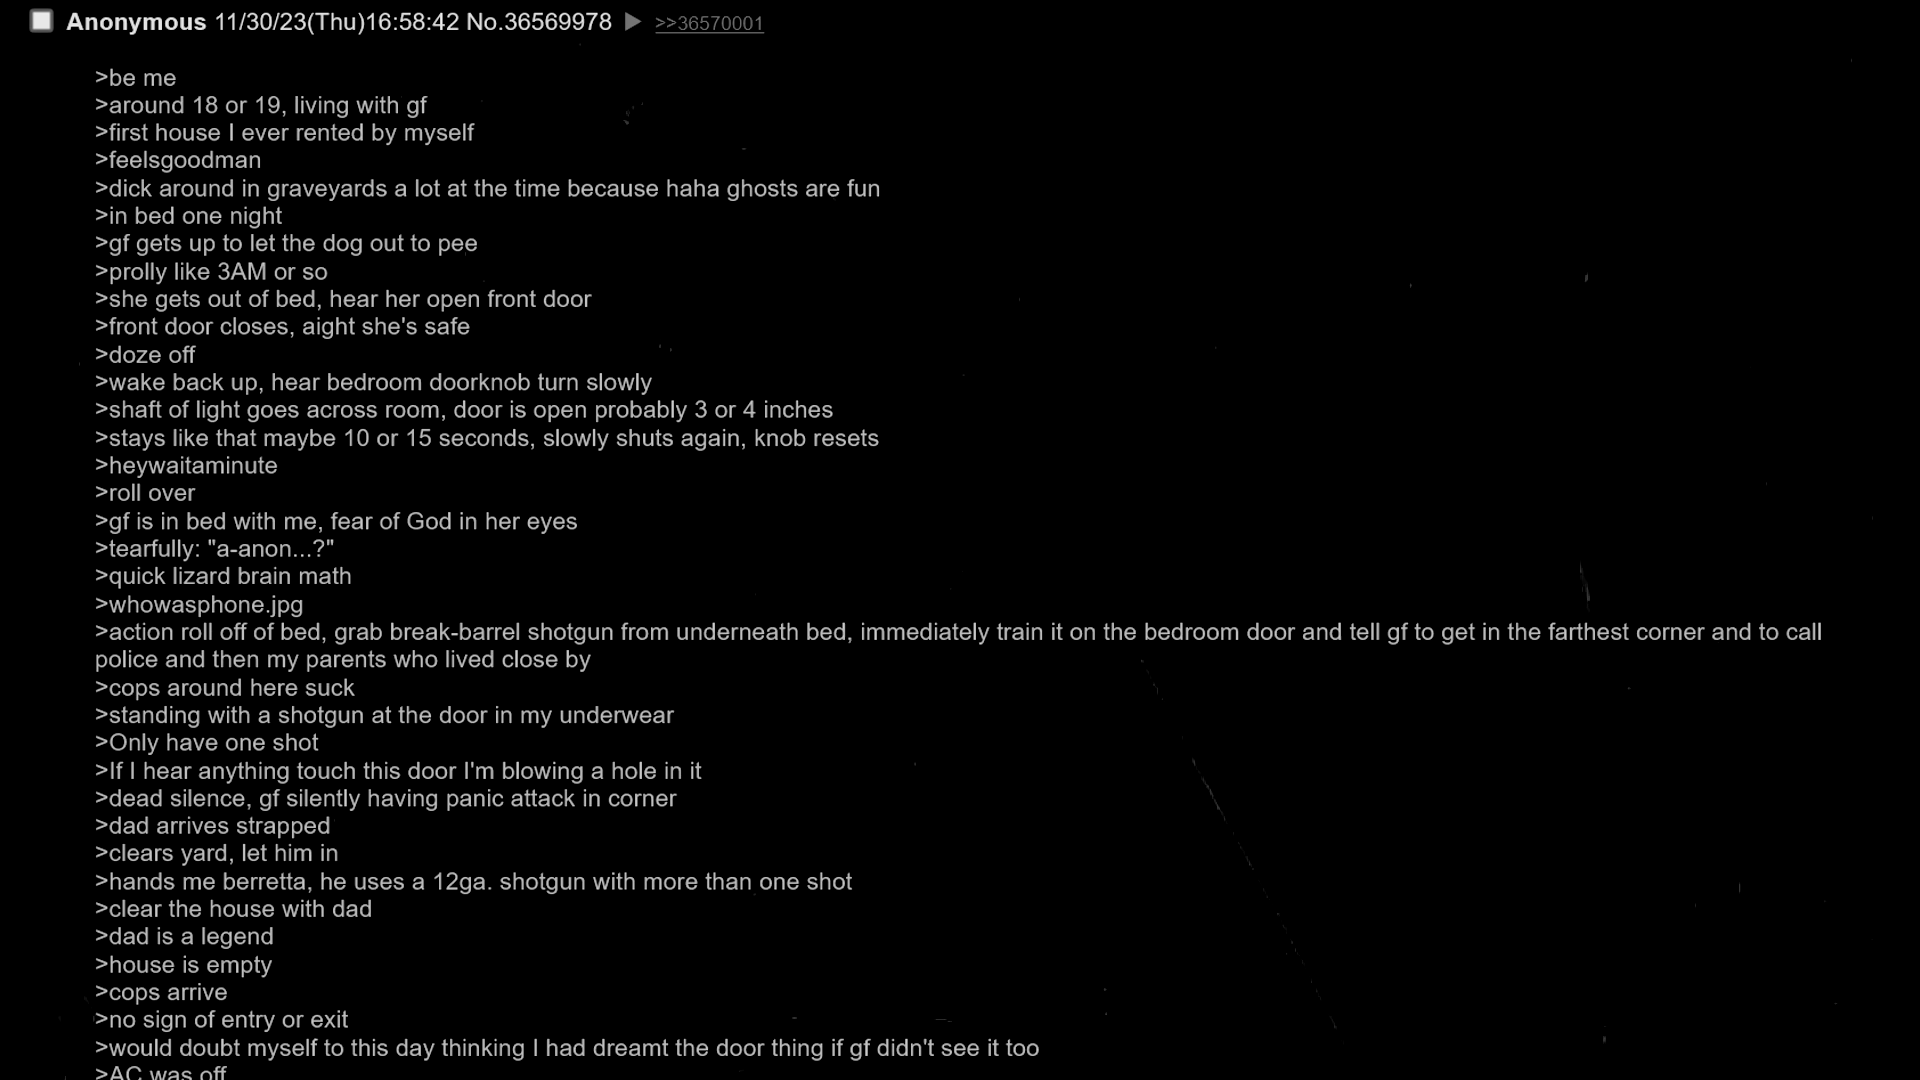 Anonymous 11/30/23(Thu)16:58:42 No.36569978 ▶ >>36570001
>be me
>around 18 or 19, living with gf
>first house I ever rented by myself
>feelsgoodman
>dick around in graveyards a lot at the time because haha ghosts are fun
>in bed one night
>gf gets up to let the dog out to pee
>prolly like 3AM or so
>she gets out of bed, hear her open front door
>front door closes, aight she's safe
>doze off
>wake back up, hear bedroom doorknob turn slowly
>shaft of light goes across room, door is open probably 3 or 4 inches
>stays like that maybe 10 or 15 seconds, slowly shuts again, knob resets
>heywaitaminute
>roll over
>gf is in bed with me, fear of God in her eyes
>tearfully: "a-anon...?"
>quick lizard brain math
>whowasphone.jpg
>action roll off of bed, grab break-barrel shotgun from underneath bed, immediately train it on the bedroom door and tell gf to get in the farthest corner and to call
police and then my parents who lived close by
>cops around here suck
>standing with a shotgun at the door in my underwear
>Only have one shot
>If I hear anything touch this door I'm blowing a hole in it
>dead silence, gf silently having panic attack in corner
>dad arrives strapped
>clears yard, let him in
>hands me berretta, he uses a 12ga. shotgun with more than one shot
>clear the house with dad
>dad is a legend
>house is empty
>cops arrive
>no sign of entry or exit
>would doubt myself to this day thinking I had dreamt the door thing if gf didn't see it too
>AC was off